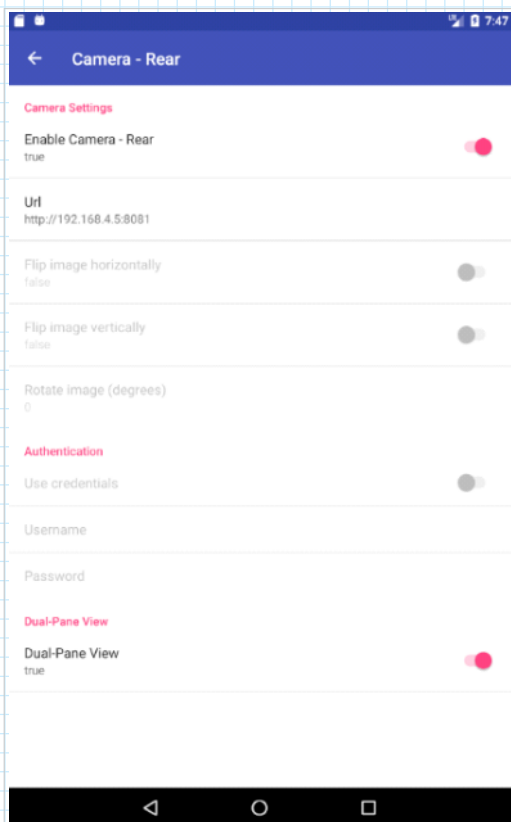 7:47
Camera - Rear
Camera Settings
Enable Camera - Rear
true
Url
http://192.168.4.5:8081
Flip image horizontally
false
Flip image vertically
false
Rotate image (degrees)
0
Authentication
Use credentials
Username
Password
Dual-Pane View
Dual-Pane View
true